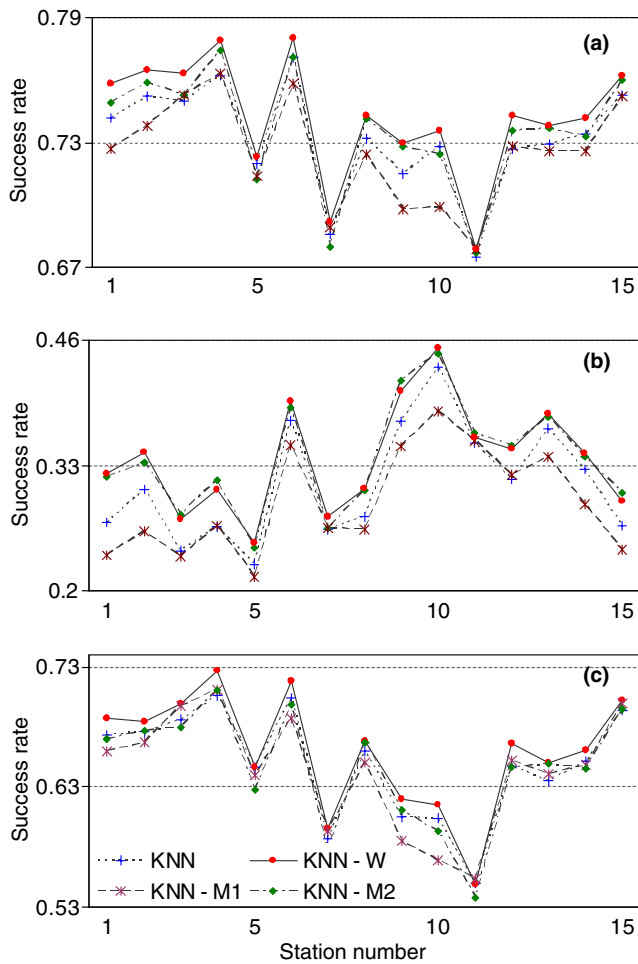 0.79
(a)
0.73
Success rate
0.67
1 5 10 15
0.46
(b)
0.33
Success rate
0.2
1 5 10 15
0.73
(c)
0.63
Success rate
KNN KNN - W
KNN - M1 KNN - M2
0.53
1 5 10 15
Station number